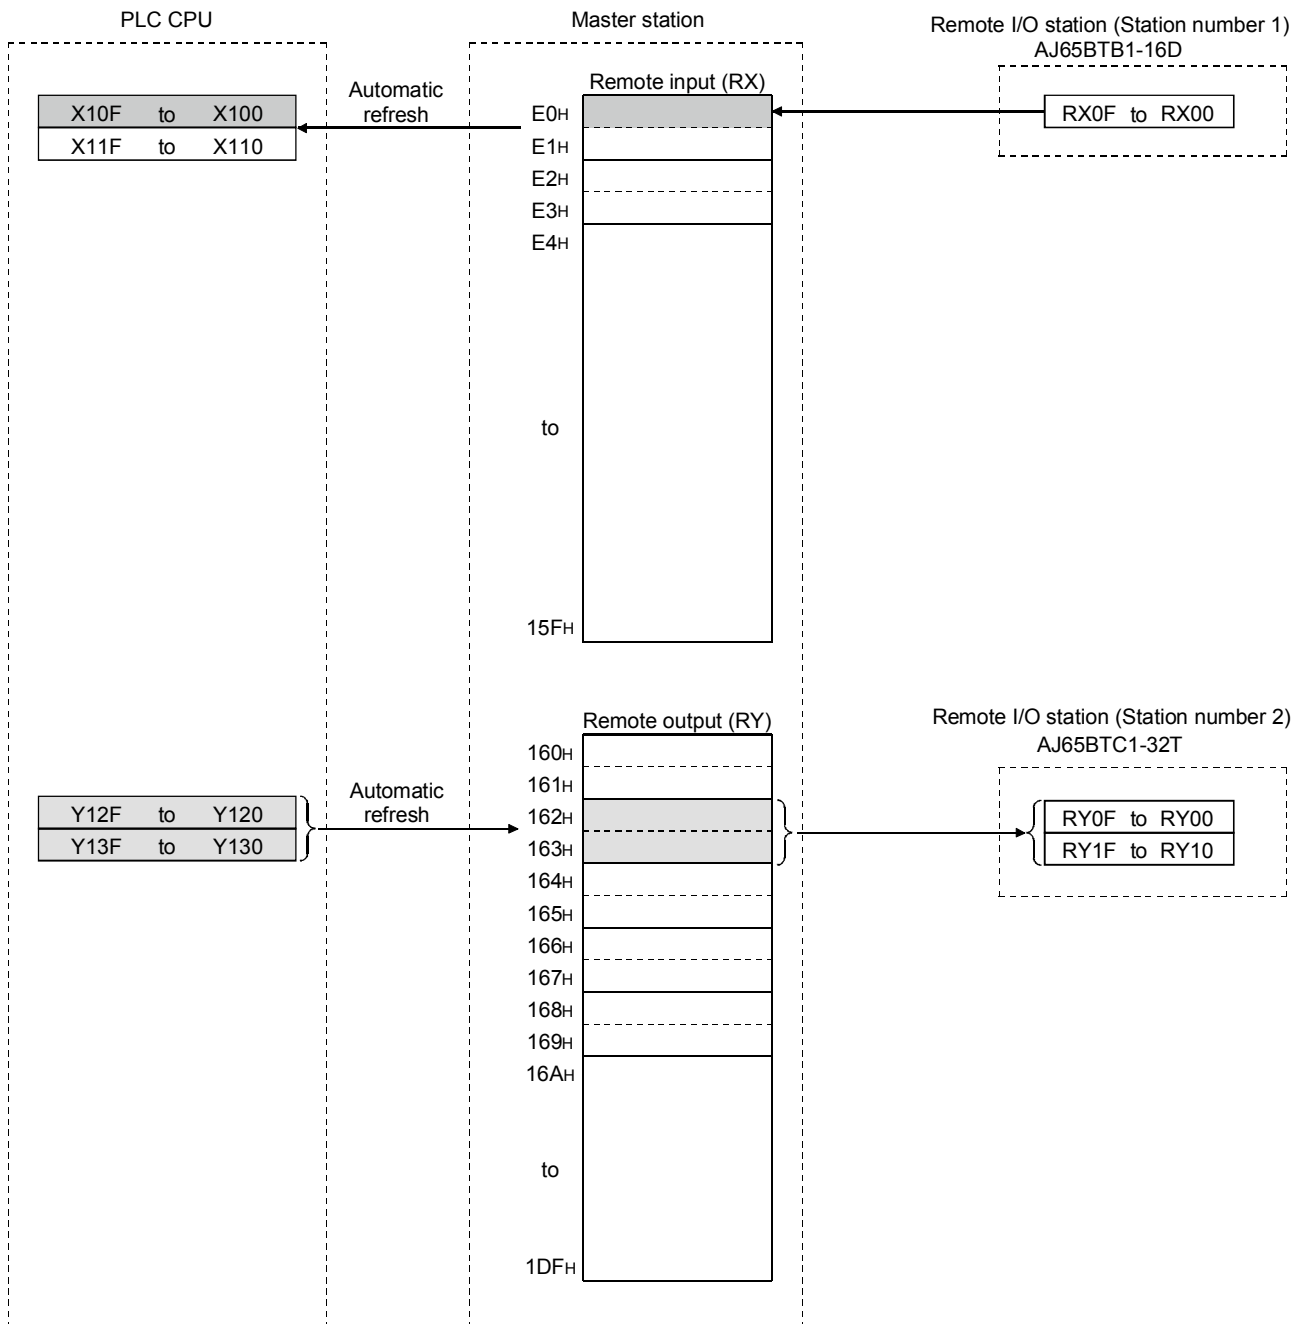 PLC CPU
Master station
Remote I/O station (Station number 1)
AJ65BTB1-16D
Remote input (RX)
Automatic
refresh
X10F to X100
X11F to X110
E0H
E1H
E2H
E3H
E4H
to
15FH
RX0F to RX00
Remote output (RY)
Remote I/O station (Station number 2)
AJ65BTC1-32T
Automatic
refresh
Y12F to Y120
Y13F to Y130
160H
161H
162H
163H
164H
165H
166H
167H
168H
169H
16AH
to
1DFH
RY0F to RY00
RY1F to RY10